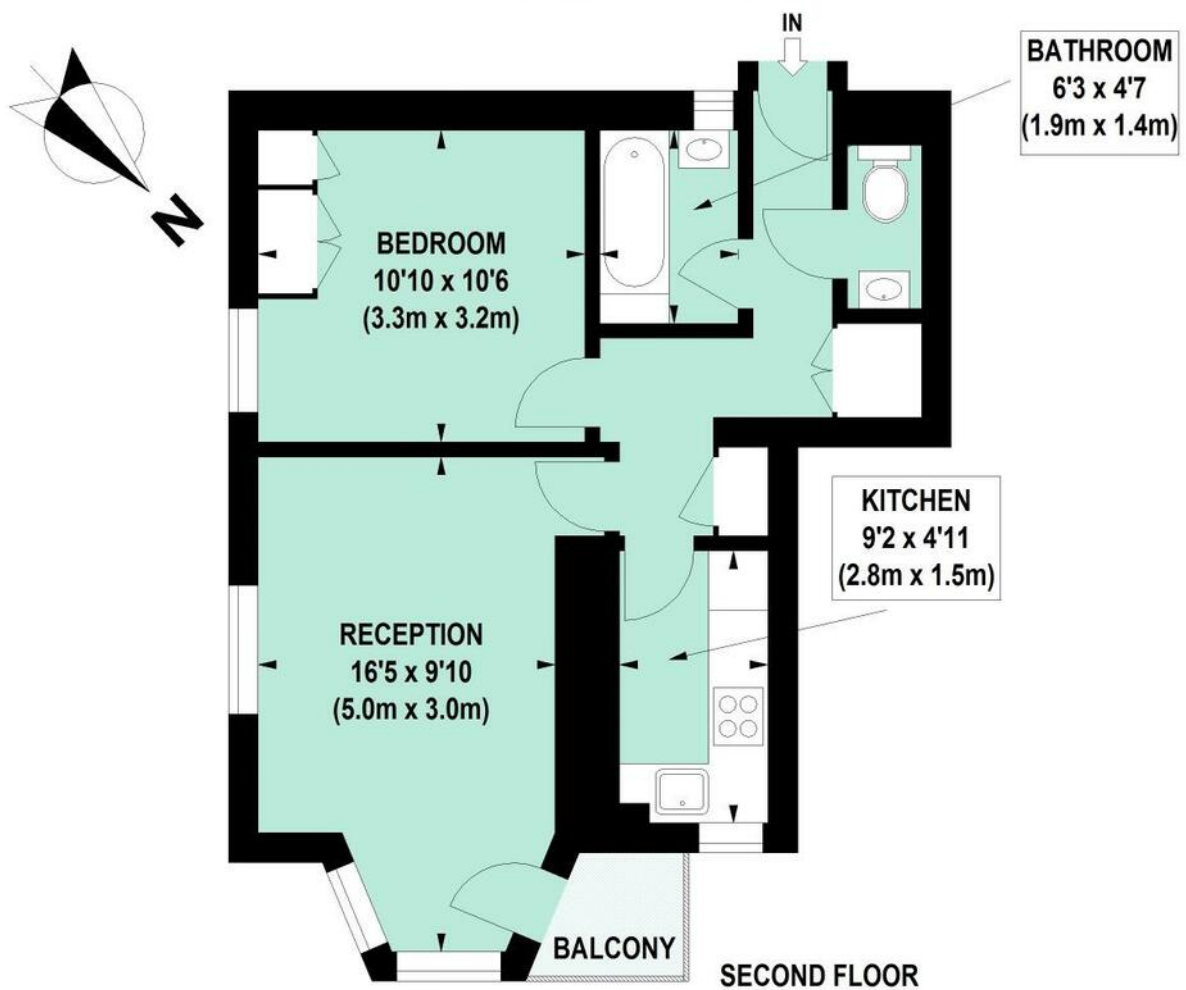 IN
BATHROOM
6'3 x 4'7
(1.9m x 1.4m)
N
BEDROOM
10'10 x 10'6
(3.3m x 3.2m)
KITCHEN
9'2 x 4'11
(2.8m x 1.5m)
RECEPTION
16'5 x 9'10
(5.0m x 3.0m)
BALCONY
SECOND FLOOR